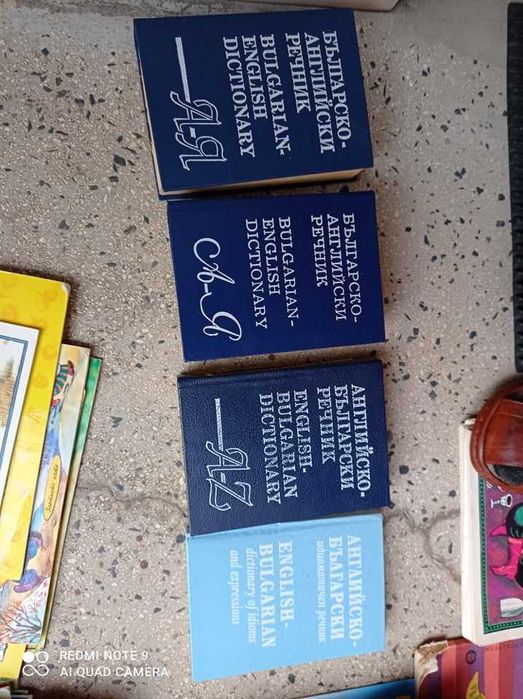 БЪЛГАРСКО-
АНГЛИЙСКИ
РЕЧНИК
BULGARIAN-
ENGLISH
DICTIONARY
А-Я
БЪЛГАРСКО-
АНГЛИЙСКИ
РЕЧНИК
BULGARIAN-
ENGLISH
DICTIONARY
А-Я
АНГЛИЙСКО-
БЪЛГАРСКИ
РЕЧНИК
ENGLISH-
BULGARIAN
DICTIONARY
A-Z
АНГЛИЙСКО-
БЪЛГАРСКИ
идиоматичен речник
ENGLISH-
BULGARIAN
dictionary of idioms
and expressions
REDMI NOTE 9
AI QUAD CAMERA